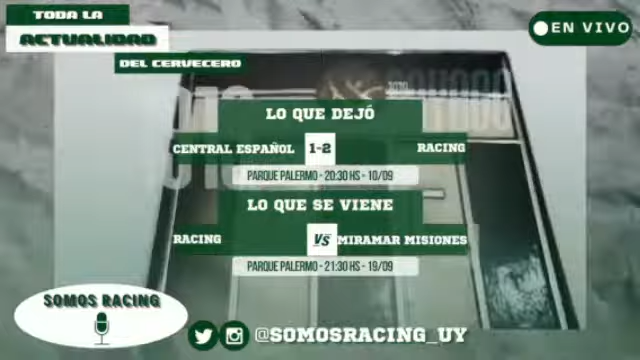 TODA LA
ACTUALIDAD
DEL CERVECERO
EN VIVO
LO QUE DEJÓ
CENTRAL ESPAÑOL 1-2 RACING
PARQUE PALERMO - 20:30 HS - 10/09
LO QUE SE VIENE
RACING VS MIRAMAR MISIONES
PARQUE PALERMO - 21:30 HS - 19/09
SOMOS RACING
@SOMOSRACING_UY